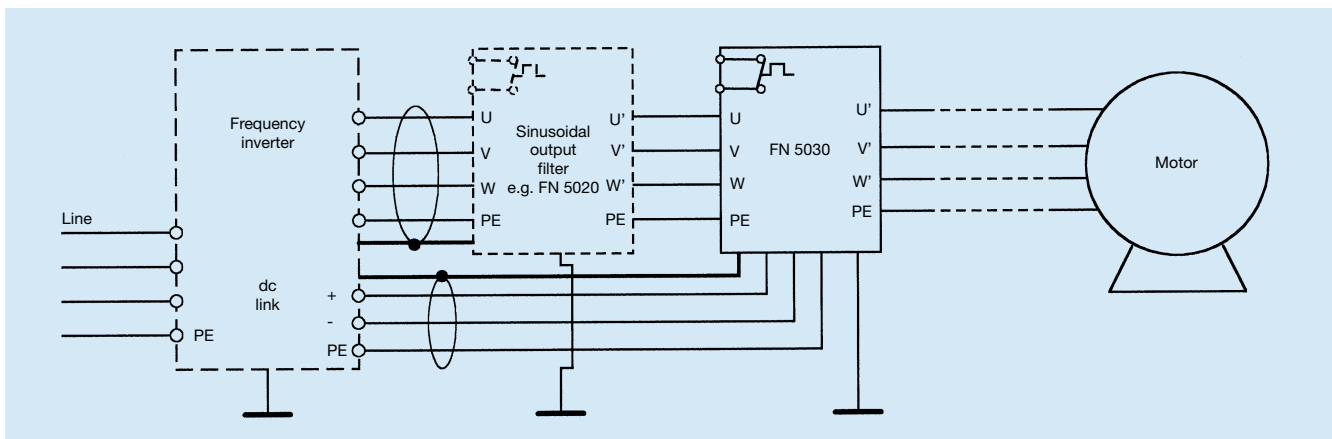 Frequency
inverter
Line
PE
dc
link
+
-
PE
U
V
W
PE
Sinusoidal
output
filter
e.g. FN 5020
U'
V'
W'
PE
U
V
W
PE
FN 5030
U'
V'
W'
PE
Motor